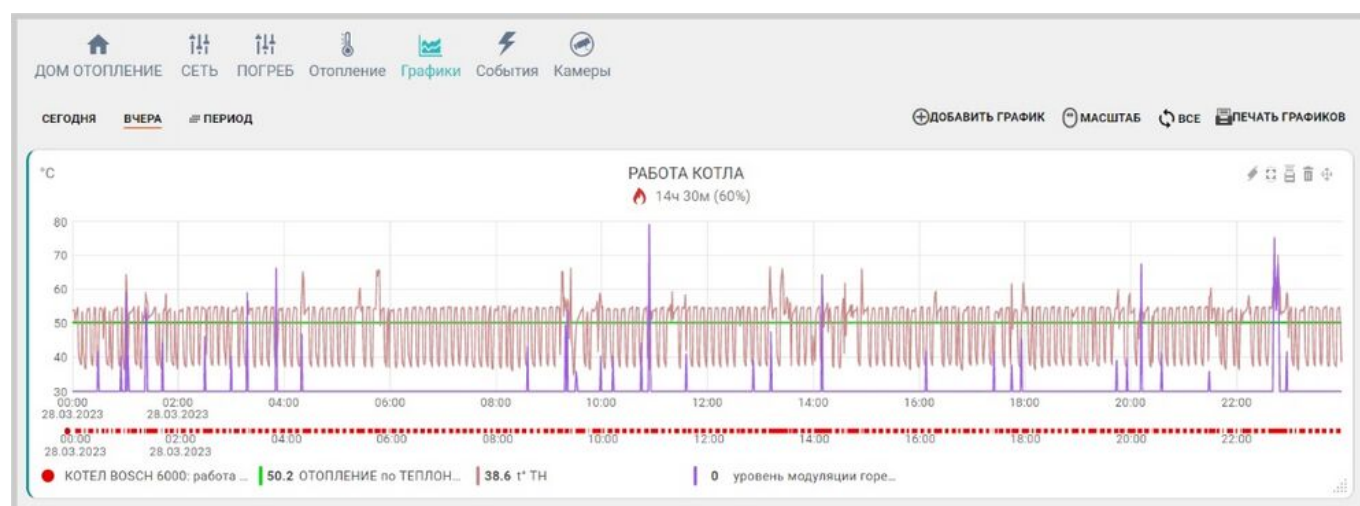 ДОМ ОТОПЛЕНИЕ СЕТЬ ПОГРЕБ Отопление Графики События Камеры
СЕГОДНЯ ВЧЕРА ПЕРИОД ДОБАВИТЬ ГРАФИК МАСШТАБ ВСЕ ПЕЧАТЬ ГРАФИКОВ
°C РАБОТА КОТЛА
14ч 30м (60%)
80
70
60
50
40
30
00:00 02:00 04:00 06:00 08:00 10:00 12:00 14:00 16:00 18:00 20:00 22:00
28.03.2023 28.03.2023
00:00 02:00 04:00 06:00 08:00 10:00 12:00 14:00 16:00 18:00 20:00 22:00
28.03.2023 28.03.2023
КОТЕЛ BOSCH 6000: работа ... 50.2 ОТОПЛЕНИЕ по ТЕПЛОН... 38.6 t° ТН 0 уровень модуляции горе...